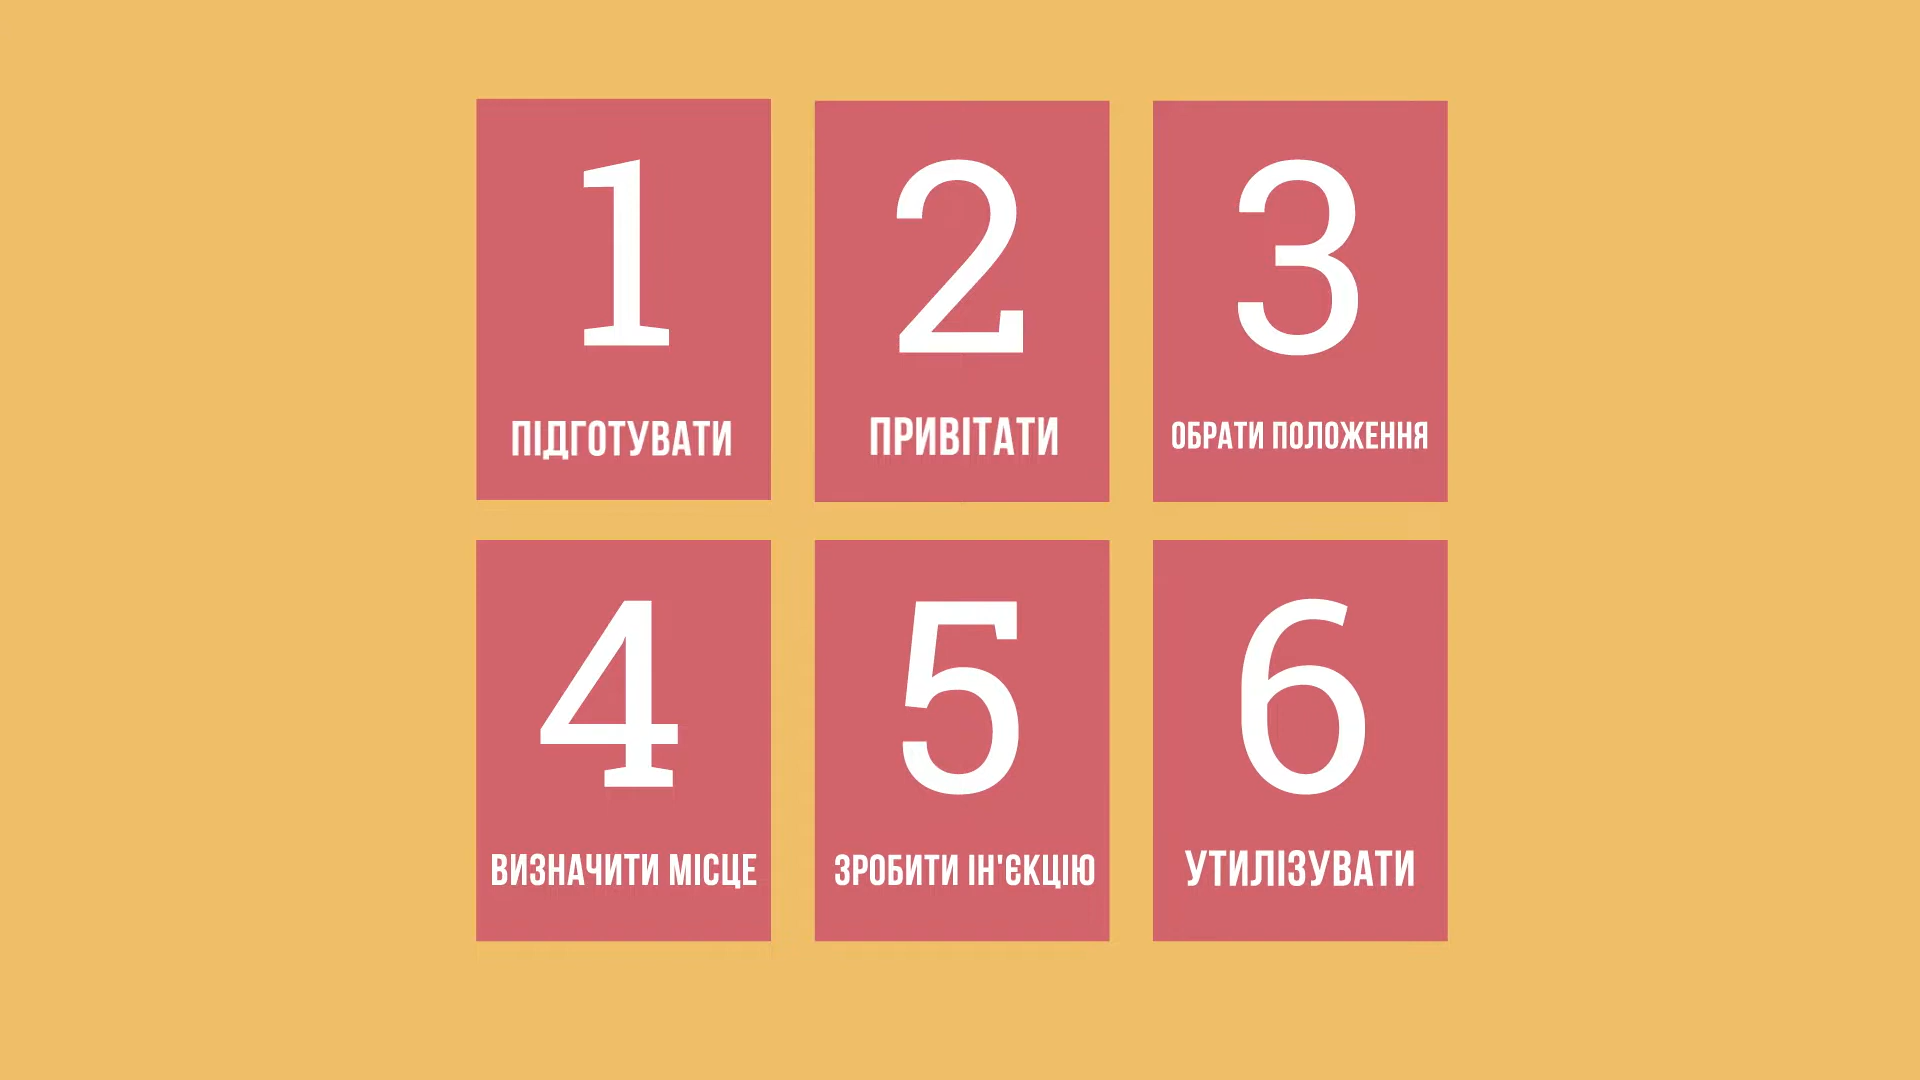 1
ПІДГОТУВАТИ
2
ПРИВІТАТИ
3
ОБРАТИ ПОЛОЖЕННЯ
4
ВИЗНАЧИТИ МІСЦЕ
5
ЗРОБИТИ ІН'ЄКЦІЮ
6
УТИЛІЗУВАТИ